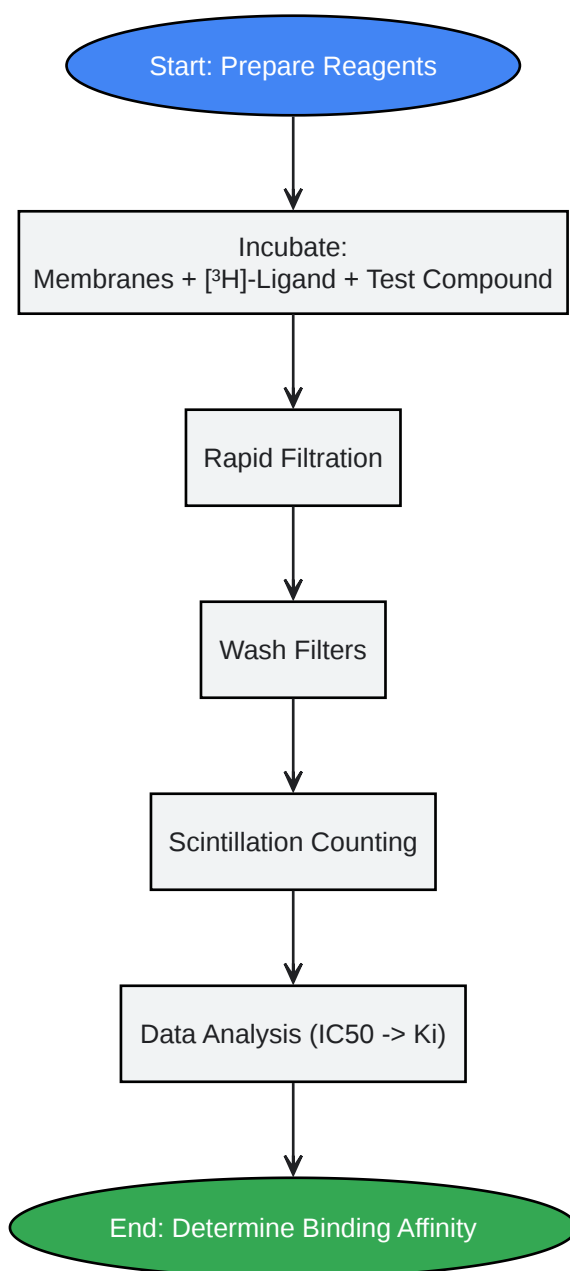 Start: Prepare Reagents
Incubate:
Membranes + [³H]-Ligand + Test Compound
Rapid Filtration
Wash Filters
Scintillation Counting
Data Analysis (IC50 -> Ki)
End: Determine Binding Affinity